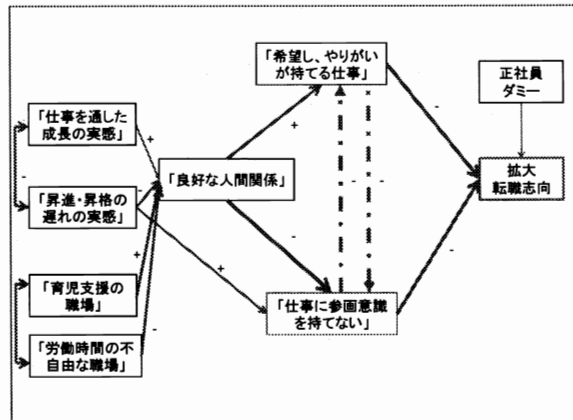 「希望し、やりがい
が持てる仕事」
正社員
ダミー
「仕事を通した
成長の実感」
+
-
+
-
「良好な人間関係」
-
-
拡大
転職志向
「昇進・昇格の
遅れの実感」
-
+
-
+
-
「育児支援の
職場」
-
「仕事に参画意識
を持てない」
「労働時間の不
自由な職場」